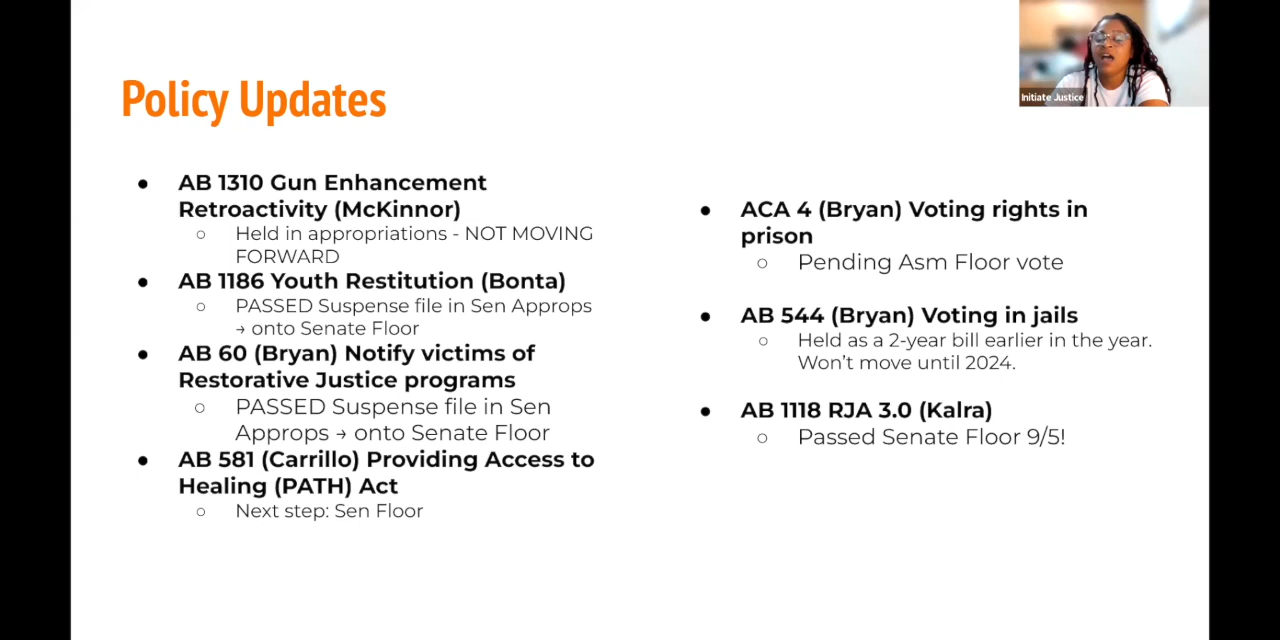 Policy Updates
● AB 1310 Gun Enhancement
Retroactivity (McKinnor)
○ Held in appropriations - NOT MOVING
FORWARD
● AB 1186 Youth Restitution (Bonta)
○ PASSED Suspense file in Sen Approps
→ onto Senate Floor
● AB 60 (Bryan) Notify victims of
Restorative Justice programs
○ PASSED Suspense file in Sen
Approps → onto Senate Floor
● AB 581 (Carrillo) Providing Access to
Healing (PATH) Act
○ Next step: Sen Floor
● ACA 4 (Bryan) Voting rights in
prison
○ Pending Asm Floor vote
● AB 544 (Bryan) Voting in jails
○ Held as a 2-year bill earlier in the year.
Won’t move until 2024.
● AB 1118 RJA 3.0 (Kalra)
○ Passed Senate Floor 9/5!
Initiate Justice